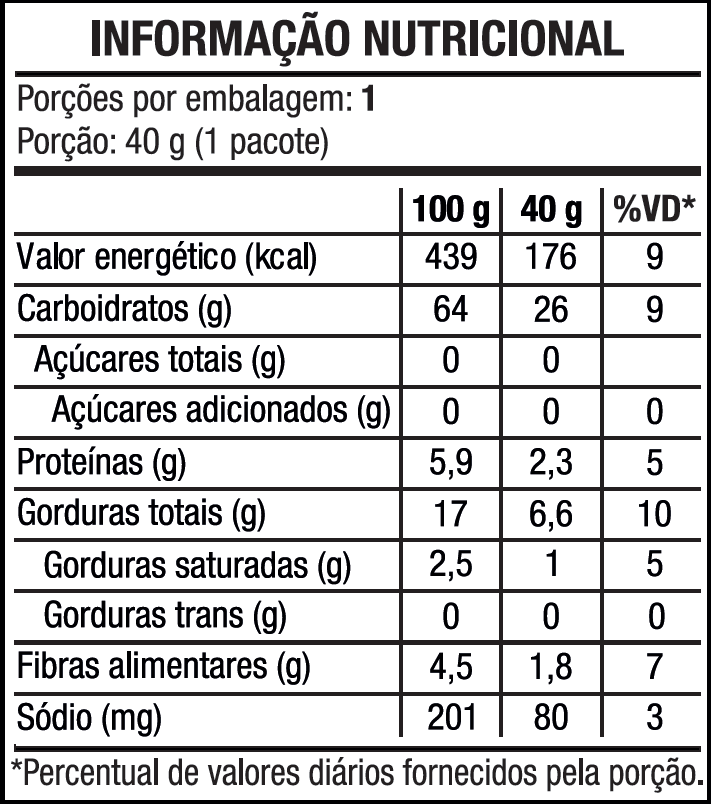 INFORMAÇÃO NUTRICIONAL
Porções por embalagem: 1
Porção: 40 g (1 pacote)
100 g 40 g %VD*
Valor energético (kcal) 439 176 9
Carboidratos (g) 64 26 9
Açúcares totais (g) 0 0
Açúcares adicionados (g) 0 0 0
Proteínas (g) 5,9 2,3 5
Gorduras totais (g) 17 6,6 10
Gorduras saturadas (g) 2,5 1 5
Gorduras trans (g) 0 0 0
Fibras alimentares (g) 4,5 1,8 7
Sódio (mg) 201 80 3
*Percentual de valores diários fornecidos pela porção.